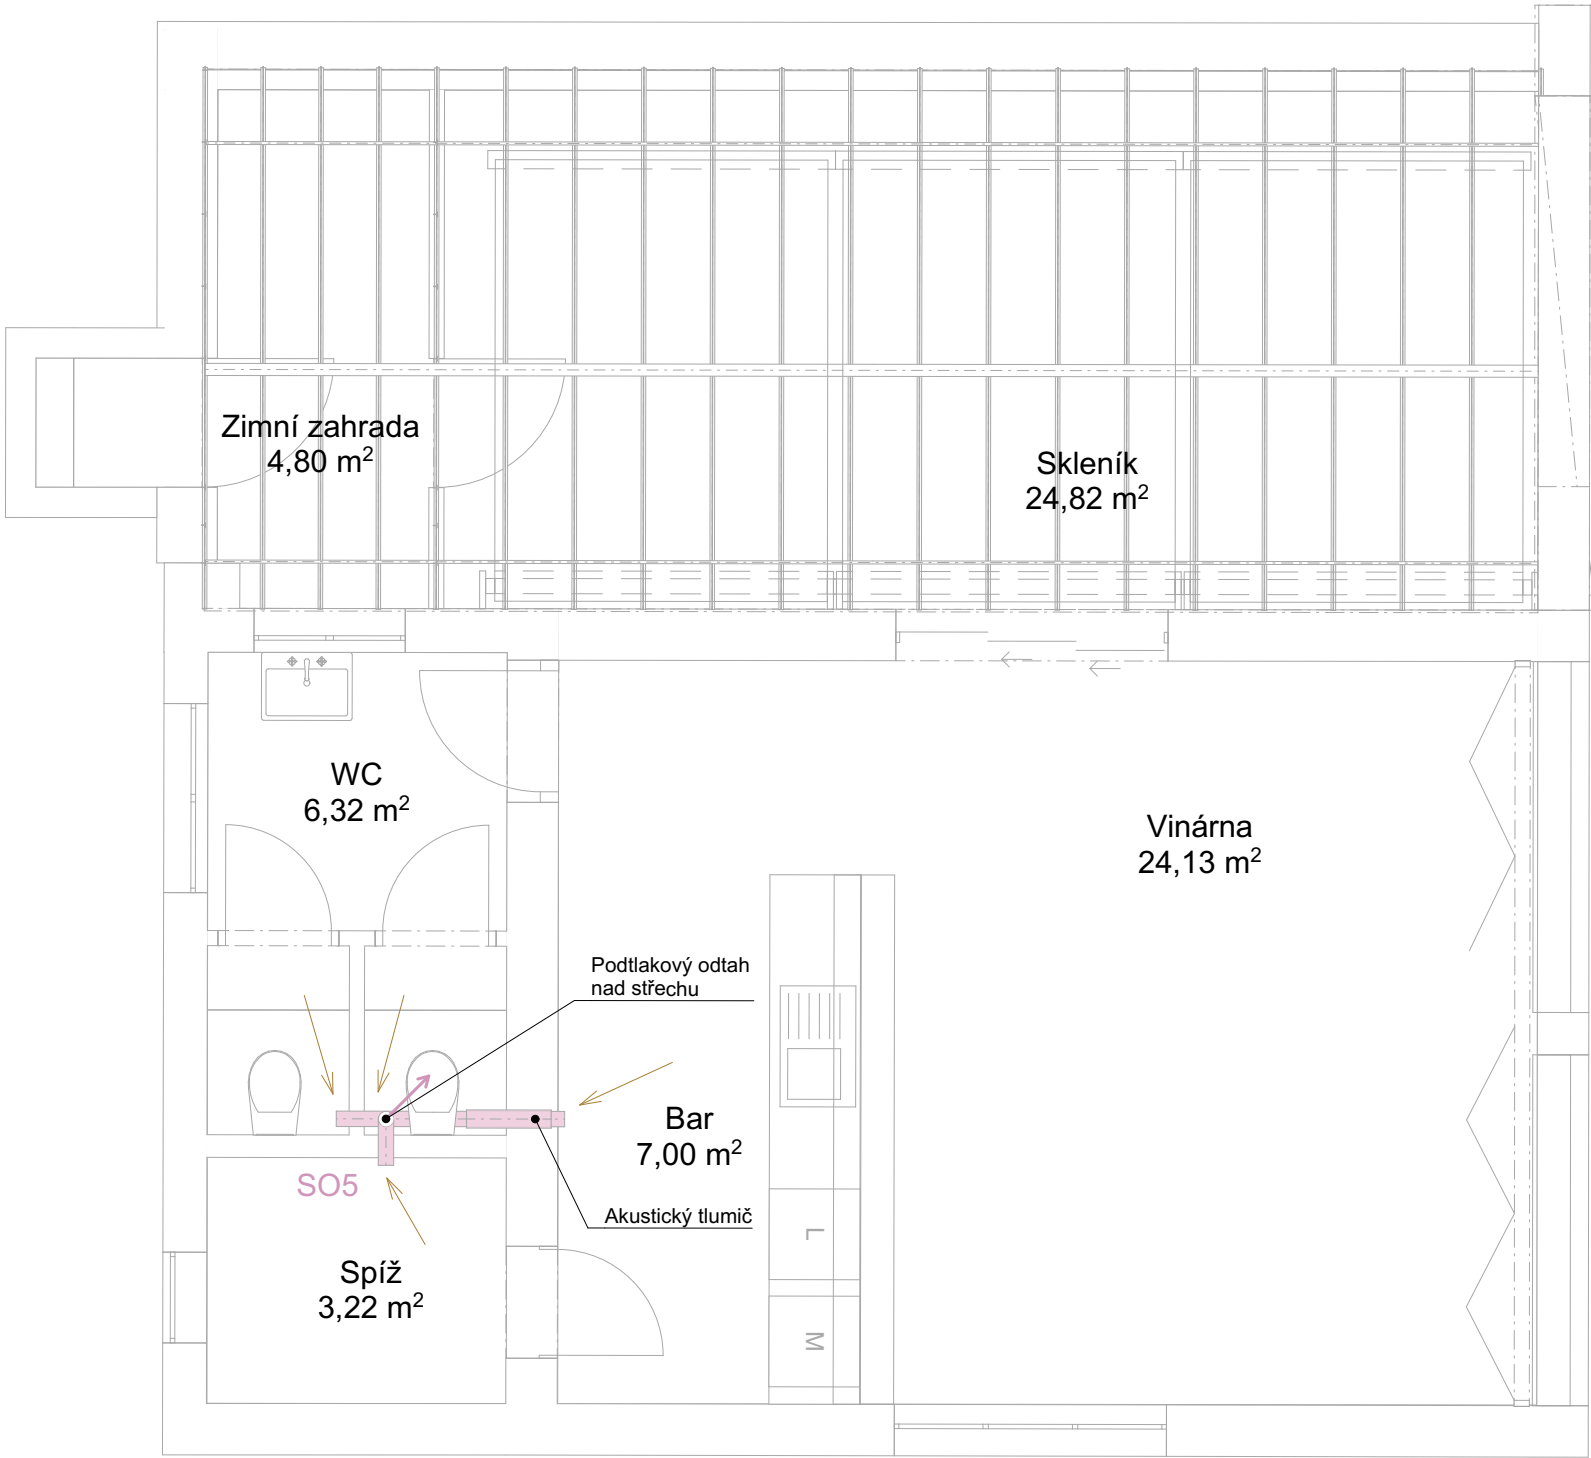 Zimní zahrada
4,80 m²
Skleník
24,82 m²
WC
6,32 m²
Vinárna
24,13 m²
Podtlakový odtah
nad střechu
Bar
7,00 m²
SO5
Akustický tlumič
L
Spíž
3,22 m²
M